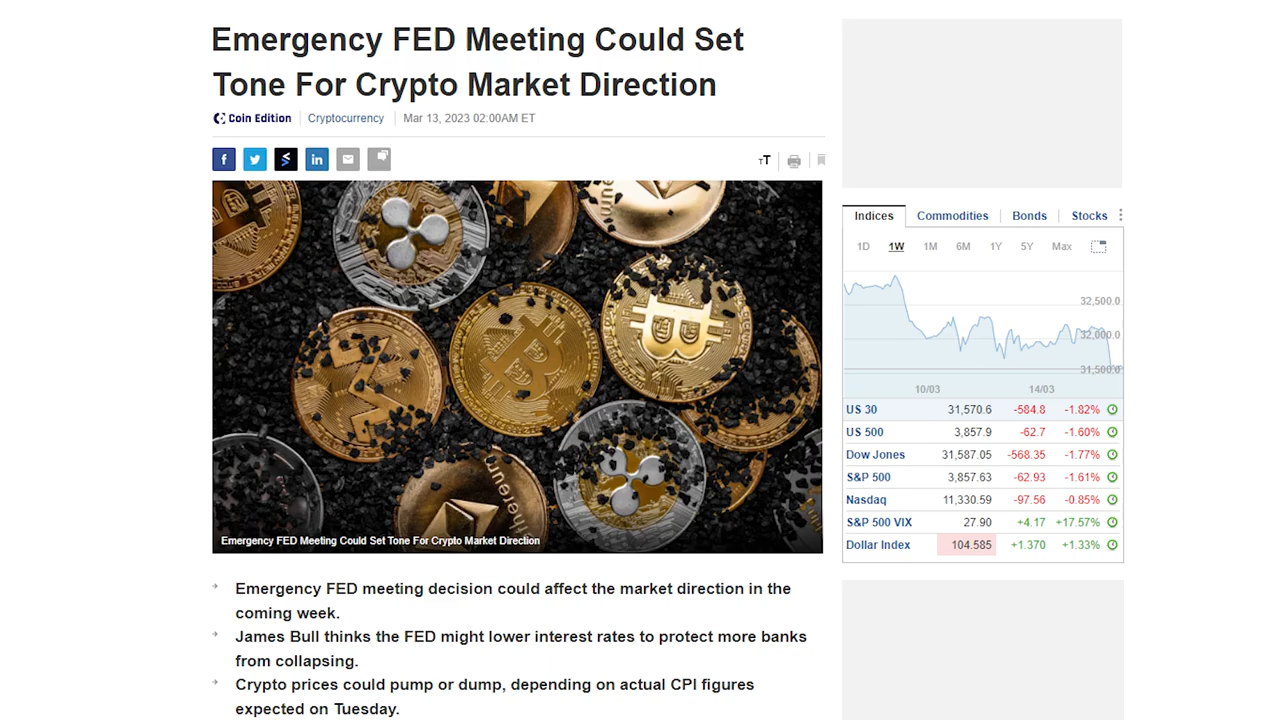 Emergency FED Meeting Could Set
Tone For Crypto Market Direction
Coin Edition Cryptocurrency Mar 13, 2023 02:00AM ET
f in TT
Emergency FED Meeting Could Set Tone For Crypto Market Direction
ethereum
Emergency FED meeting decision could affect the market direction in the
coming week.
James Bull thinks the FED might lower interest rates to protect more banks
from collapsing.
Crypto prices could pump or dump, depending on actual CPI figures
expected on Tuesday.
Indices Commodities Bonds Stocks
1D 1W 1M 6M 1Y 5Y Max
32,500.0
32,000.0
31,500.0
10/03 14/03
US 30 31,570.6 -584.8 -1.82%
US 500 3,857.9 -62.7 -1.60%
Dow Jones 31,587.05 -568.35 -1.77%
S&P 500 3,857.63 -62.93 -1.61%
Nasdaq 11,330.59 -97.56 -0.85%
S&P 500 VIX 27.90 +4.17 +17.57%
Dollar Index 104.585 +1.370 +1.33%